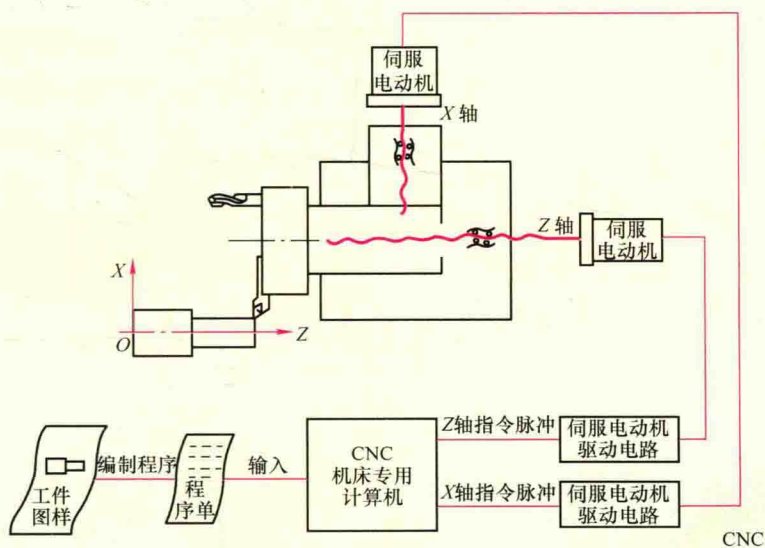 伺服
电动机
X轴
Z轴
伺服
电动机
X
O
Z
工件
图样
编制程序
程
序单
输入
CNC
机床专用
计算机
Z轴指令脉冲
伺服电动机
驱动电路
X轴指令脉冲
伺服电动机
驱动电路
CNC